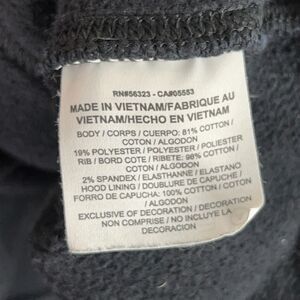 RN#56323 - CA#05553
MADE IN VIETNAM/FABRIQUE AU
VIETNAM/HECHO EN VIETNAM
BODY / CORPS / CUERPO: 81% COTTON /
COTON / ALGODON
19% POLYESTER / POLYESTER / POLIESTER
RIB / BORD COTE / RIBETE: 98% COTTON /
COTON / ALGODON
2% SPANDEX / ELASTHANNE / ELASTANO
HOOD LINING / DOUBLURE DE CAPUCHE /
FORRO DE CAPUCHA: 100% COTTON / COTON
/ ALGODON
EXCLUSIVE OF DECORATION / DECORATION
NON COMPRISE / NO INCLUYE LA
DECORACION